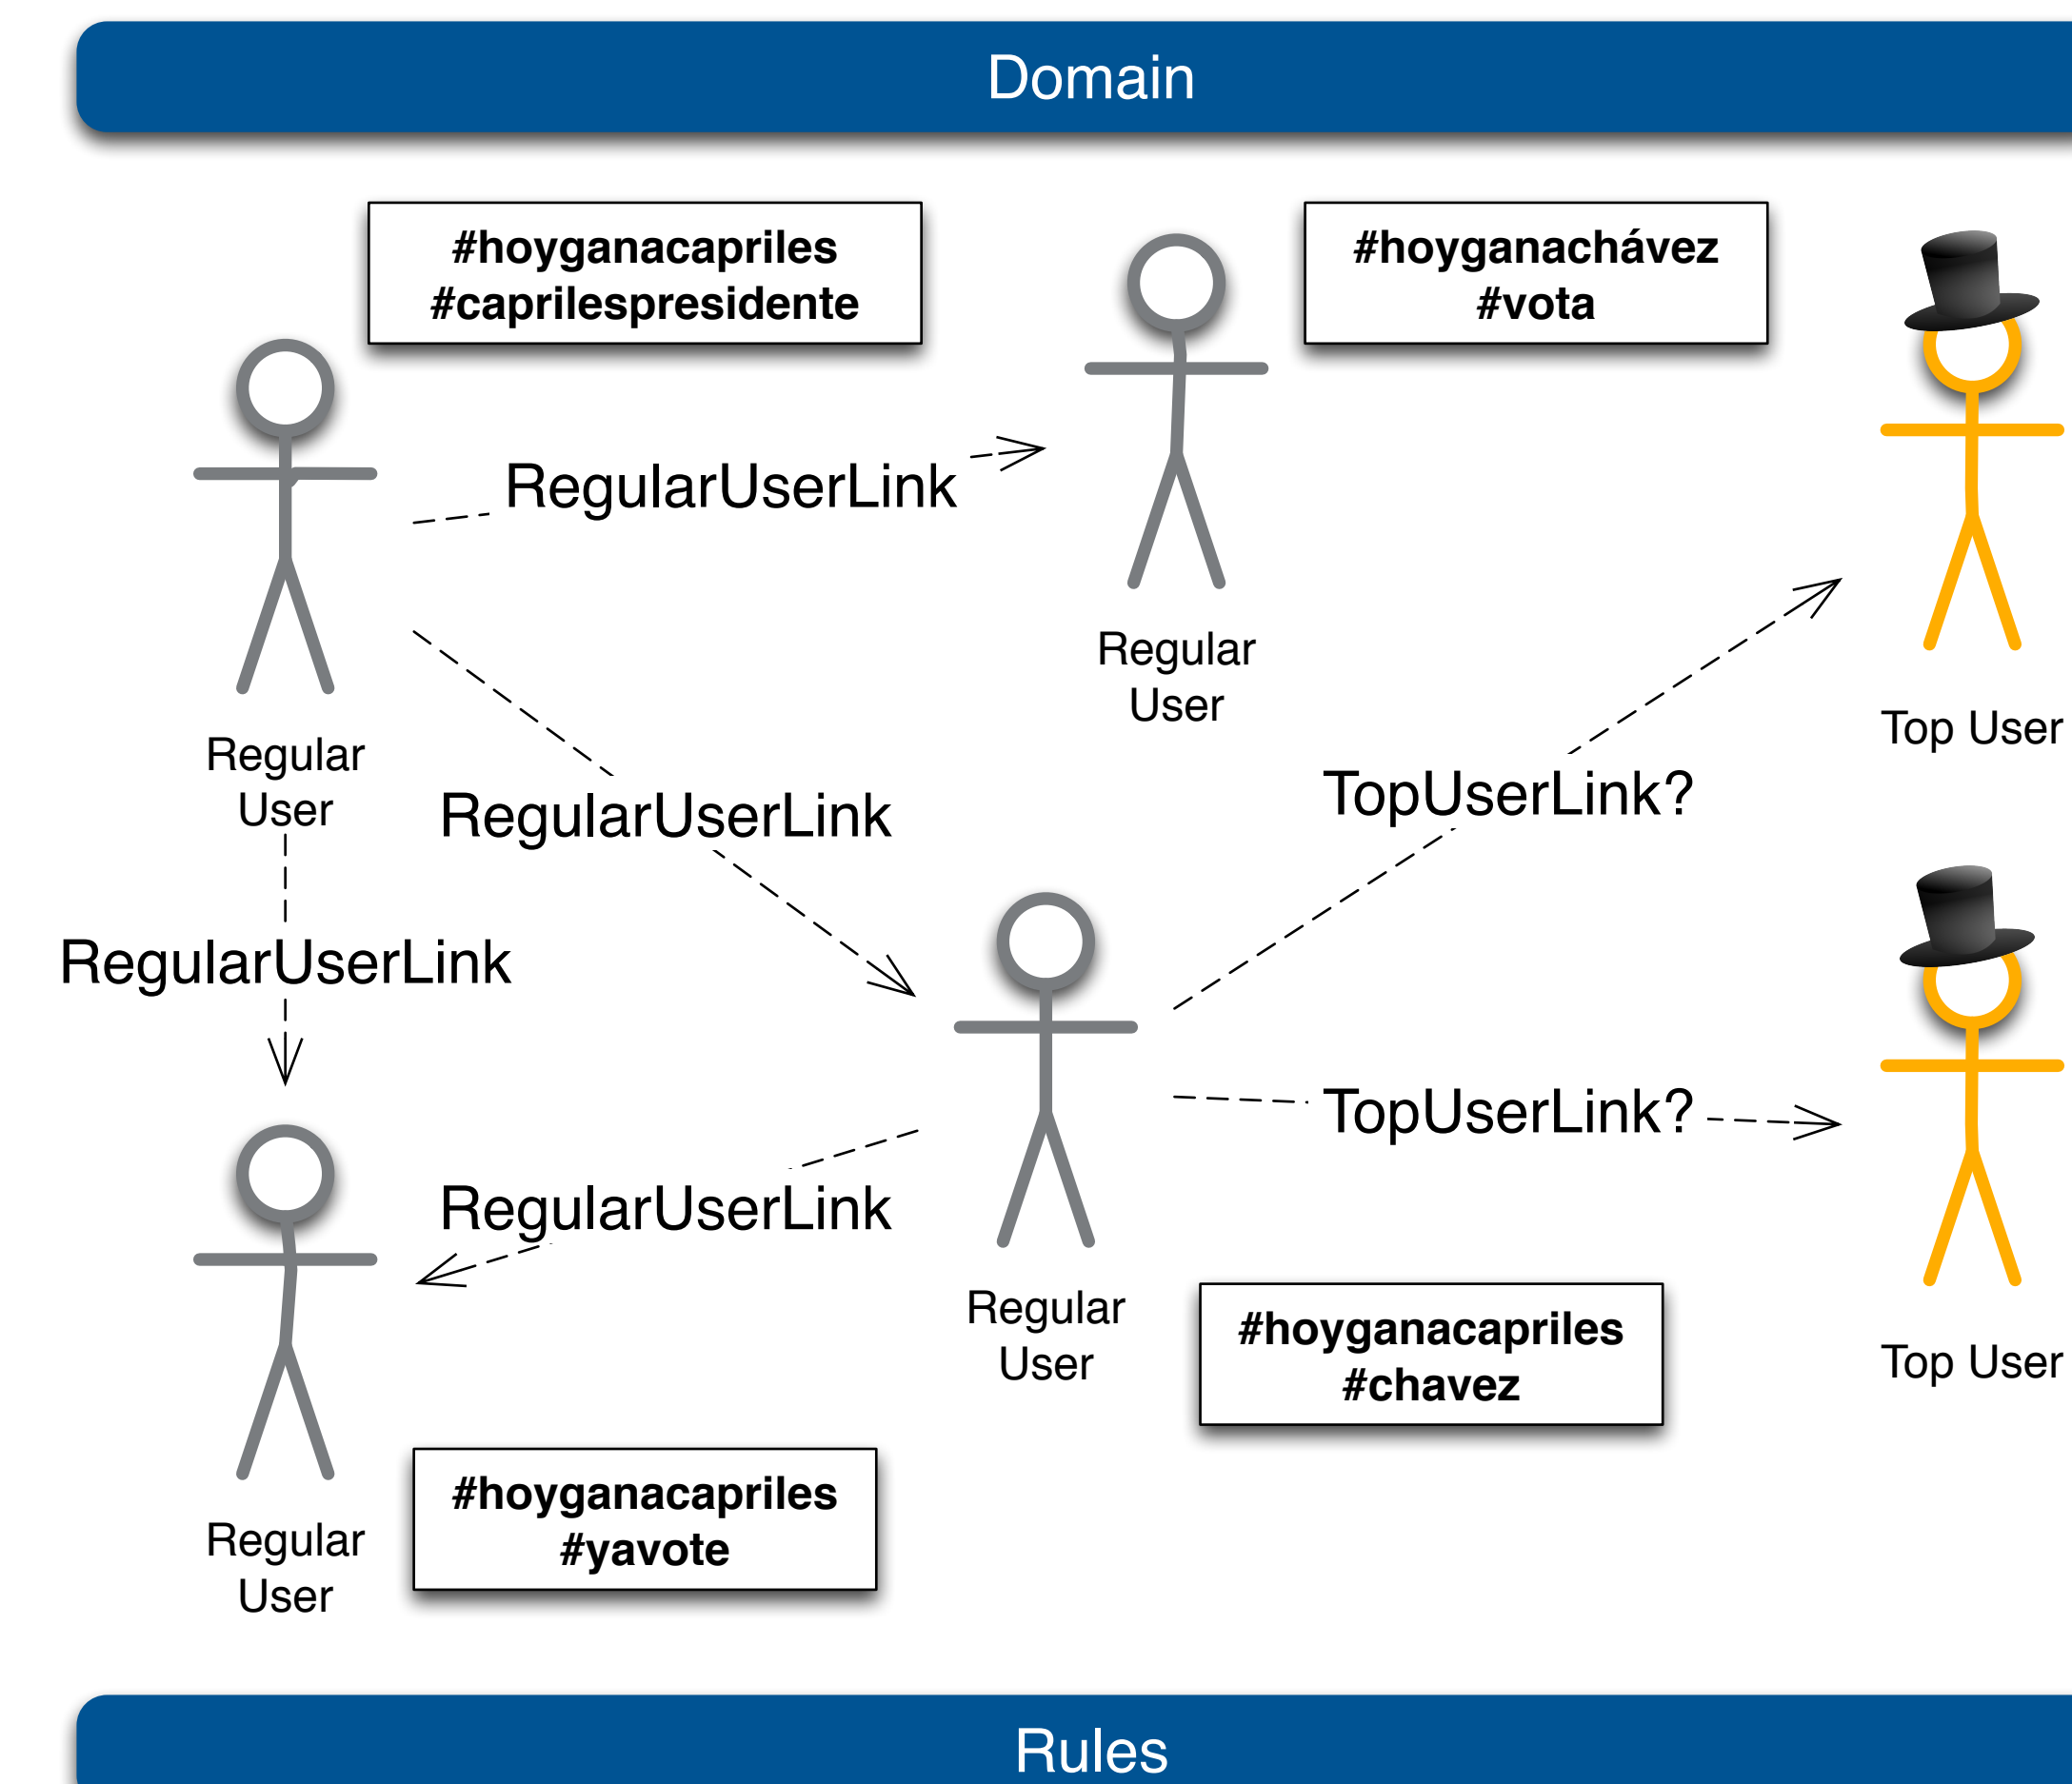 Domain
#hoyganacapriles
#caprilespresidente
#hoyganachávez
#vota
RegularUserLink
Regular
User
Top User
Regular
User
RegularUserLink
TopUserLink?
RegularUserLink
TopUserLink?
RegularUserLink
Regular
User
#hoyganacapriles
#chavez
Top User
#hoyganacapriles
#yavote
Regular
User
Rules